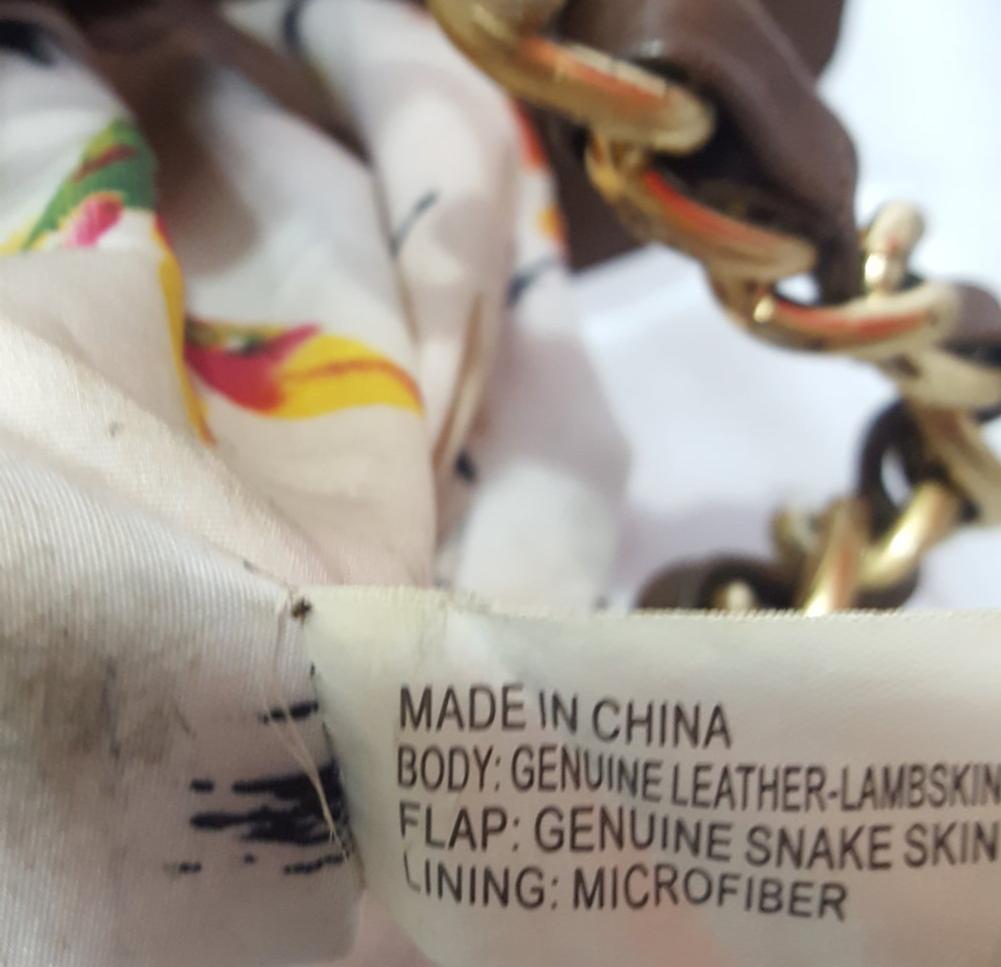 MADE IN CHINA
BODY: GENUINE LEATHER-LAMBSKIN
FLAP: GENUINE SNAKE SKIN
LINING: MICROFIBER